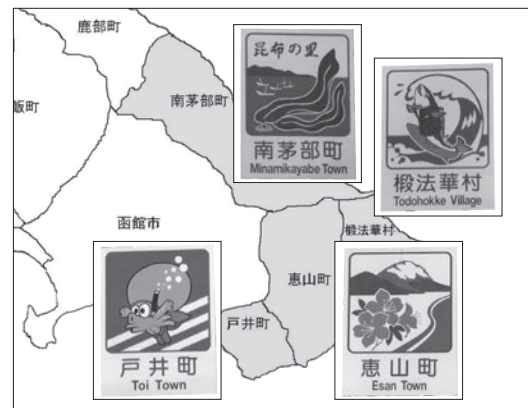 鹿部町
飯町
南茅部町
昆布の里
南茅部町
Minamikayabe Town
椴法華村
Todohokke Village
函館市
椴法華村
恵山町
戸井町
戸井町
Toi Town
恵山町
Esan Town